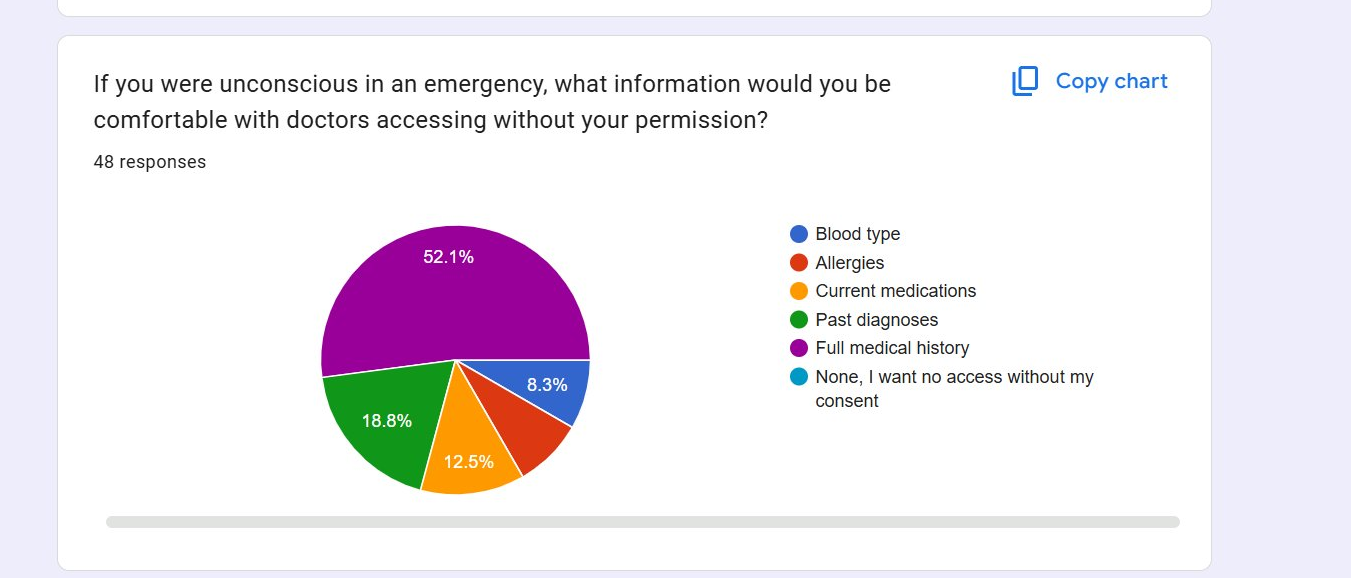 If you were unconscious in an emergency, what information would you be
comfortable with doctors accessing without your permission?
Copy chart
48 responses
52.1%
8.3%
18.8%
12.5%
Blood type
Allergies
Current medications
Past diagnoses
Full medical history
None, I want no access without my
consent